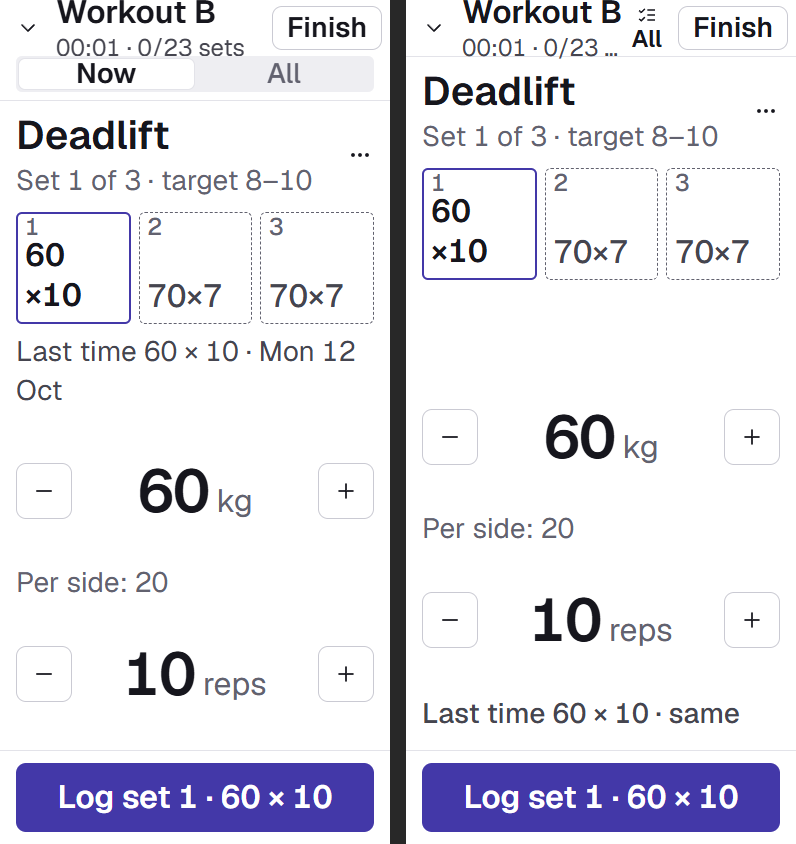 Workout B
00:01 · 0/23 sets
Finish
Now
All
Deadlift
...
Set 1 of 3 · target 8–10
1
60
×10
2
70×7
3
70×7
Last time 60 × 10 · Mon 12
Oct
−
60 kg
+
Per side: 20
−
10 reps
+
Log set 1 · 60 × 10
Workout B
00:01 · 0/23 ...
All
Finish
Deadlift
...
Set 1 of 3 · target 8–10
1
60
×10
2
70×7
3
70×7
−
60 kg
+
Per side: 20
−
10 reps
+
Last time 60 × 10 · same
Log set 1 · 60 × 10